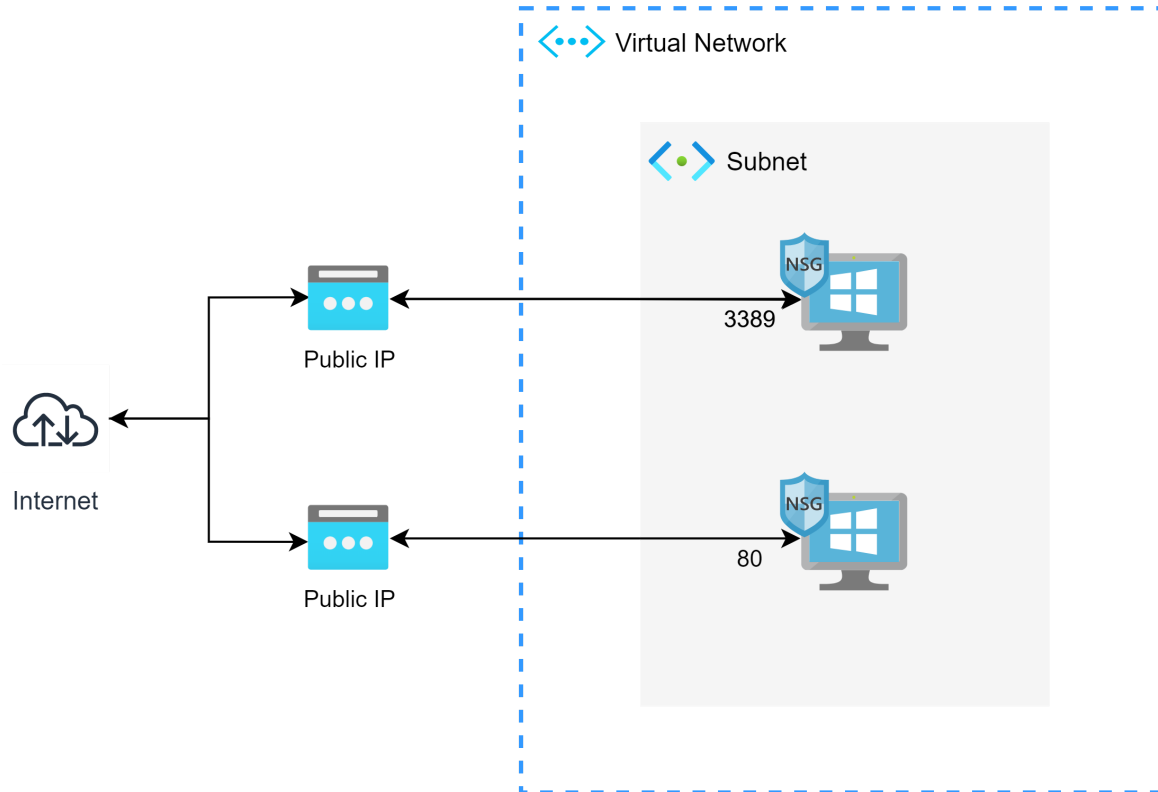 Virtual Network
Subnet
NSG
3389
Public IP
Internet
NSG
80
Public IP